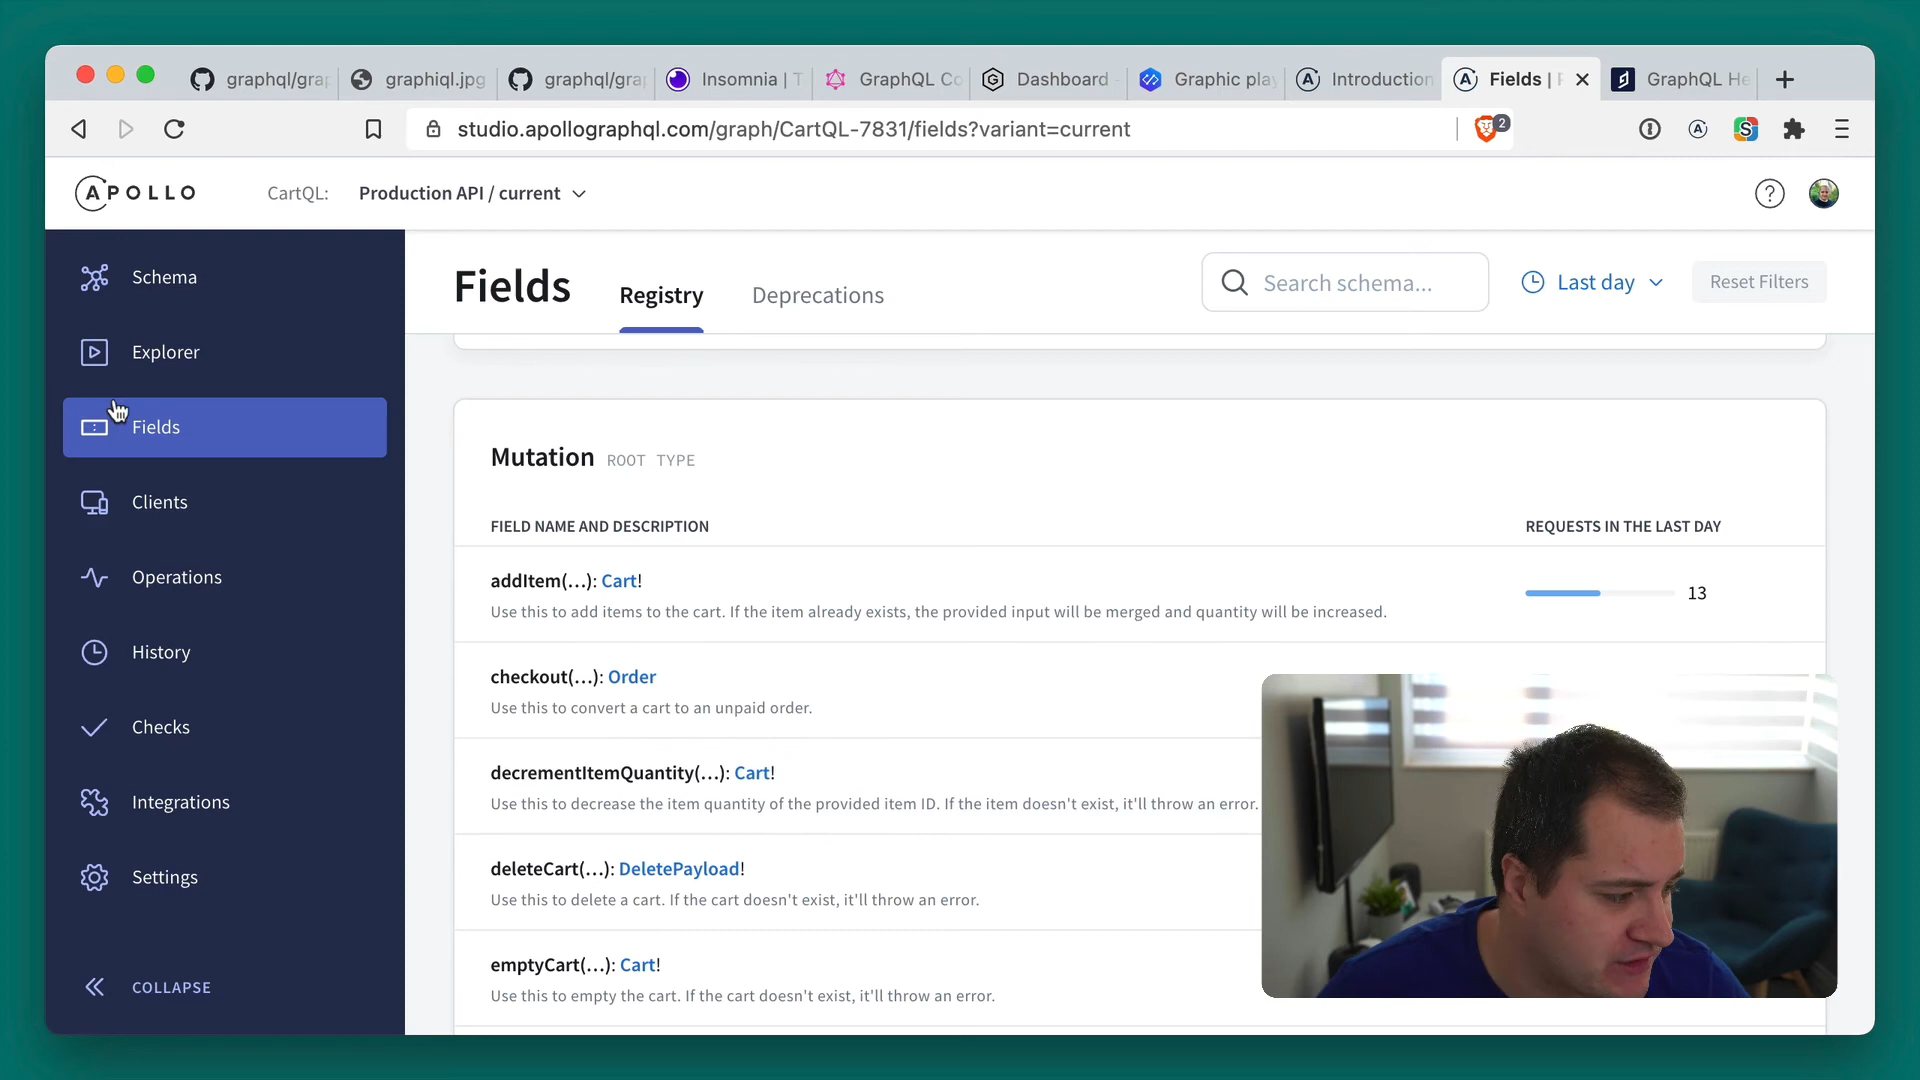 graphql/gra
graphiql.jpg
graphql/gra
Insomnia | T
GraphQL Co
Dashboard
Graphic play
Introduction
Fields |
GraphQL He
studio.apollographql.com/graph/CartQL-7831/fields?variant=current
2
APOLLO
CartQL:
Production API / current
Schema
Explorer
Fields
Clients
Operations
History
Checks
Integrations
Settings
COLLAPSE
Fields
Registry
Deprecations
Search schema...
Last day
Reset Filters
Mutation ROOT TYPE
FIELD NAME AND DESCRIPTION
REQUESTS IN THE LAST DAY
addItem(...): Cart!
Use this to add items to the cart. If the item already exists, the provided input will be merged and quantity will be increased.
13
checkout(...): Order
Use this to convert a cart to an unpaid order.
decrementItemQuantity(...): Cart!
Use this to decrease the item quantity of the provided item ID. If the item doesn't exist, it'll throw an error.
deleteCart(...): DeletePayload!
Use this to delete a cart. If the cart doesn't exist, it'll throw an error.
emptyCart(...): Cart!
Use this to empty the cart. If the cart doesn't exist, it'll throw an error.